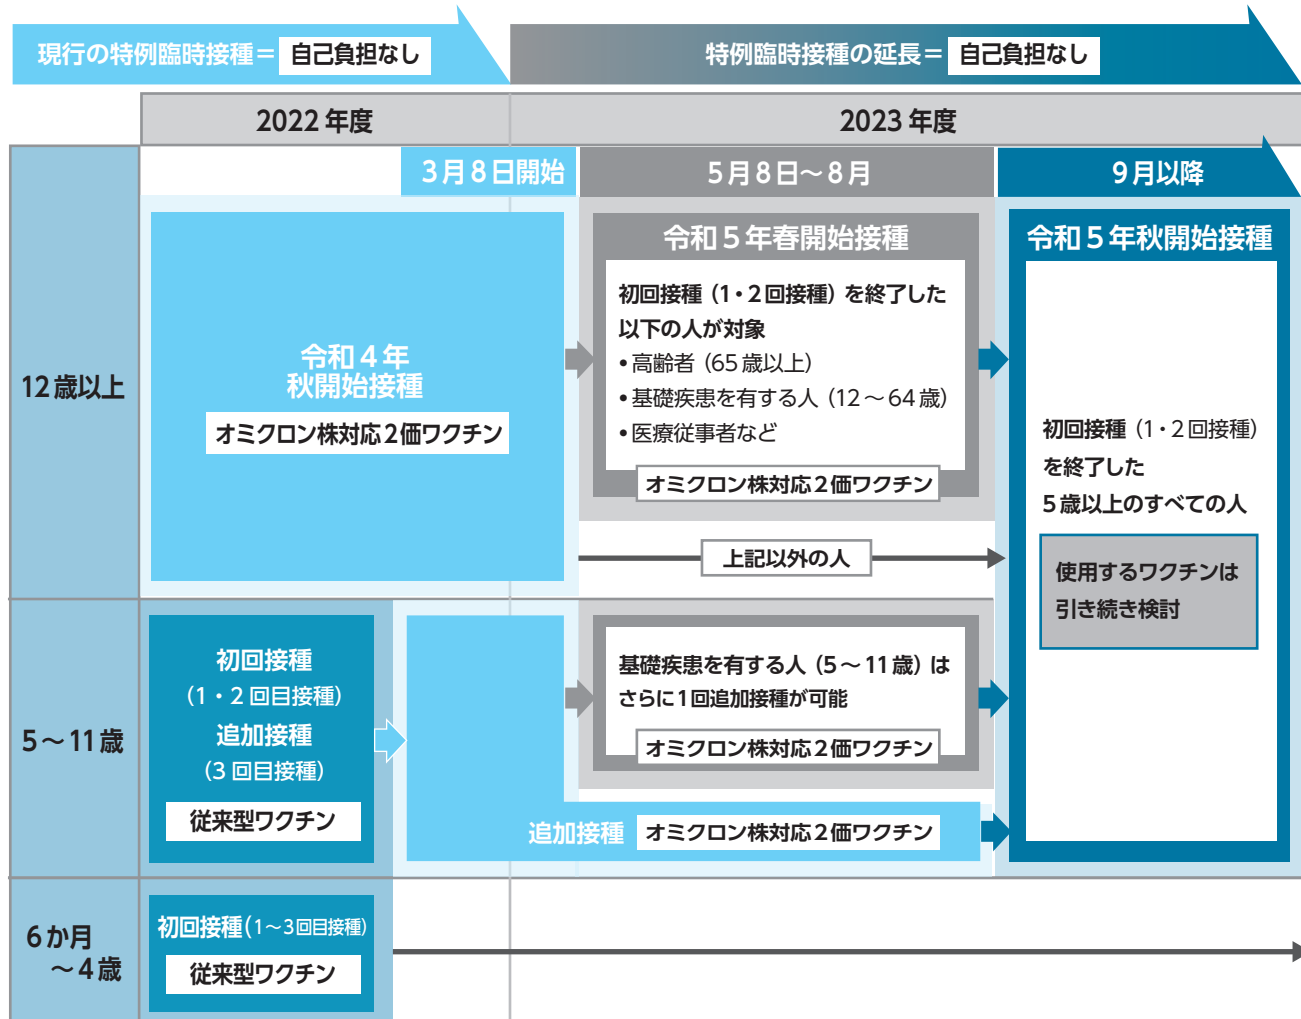 現行の特例臨時接種＝ 自己負担なし
特例臨時接種の延長＝ 自己負担なし
2022年度
2023年度
3月8日開始
5月8日～8月
9月以降
12歳以上
令和4年
秋開始接種
オミクロン株対応2価ワクチン
令和5年春開始接種
初回接種（1・2回接種）を終了した
以下の人が対象
•高齢者（65歳以上）
•基礎疾患を有する人（12～64歳）
•医療従事者など
オミクロン株対応2価ワクチン
上記以外の人
令和5年秋開始接種
初回接種（1・2回接種）
を終了した
5歳以上のすべての人
使用するワクチンは
引き続き検討
5～11歳
初回接種
（1・2回目接種）
追加接種
（3回目接種）
従来型ワクチン
基礎疾患を有する人（5～11歳）は
さらに1回追加接種が可能
オミクロン株対応2価ワクチン
追加接種 オミクロン株対応2価ワクチン
6か月
～4歳
初回接種（1～3回目接種）
従来型ワクチン